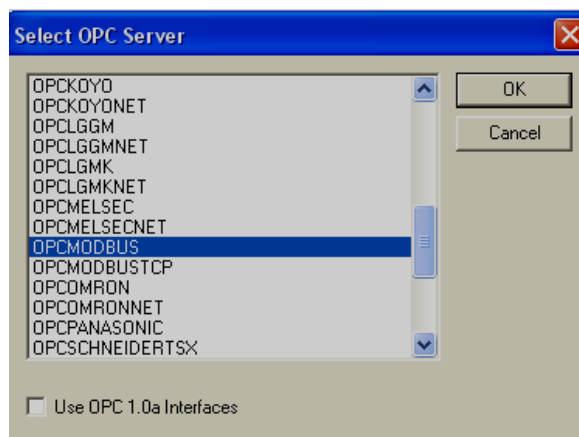 Select OPC Server
OPCKOYO
OPCKOYONET
OPCLGGM
OPCLGGMNET
OPCLGMK
OPCLGMKNET
OPCMELSEC
OPCMELSECNET
OPCMODBUS
OPCMODBUSTCP
OPCOMRON
OPCOMRONNET
OPCPANASONIC
OPCSCHNEIDERTSX
OK
Cancel
Use OPC 1.0a Interfaces